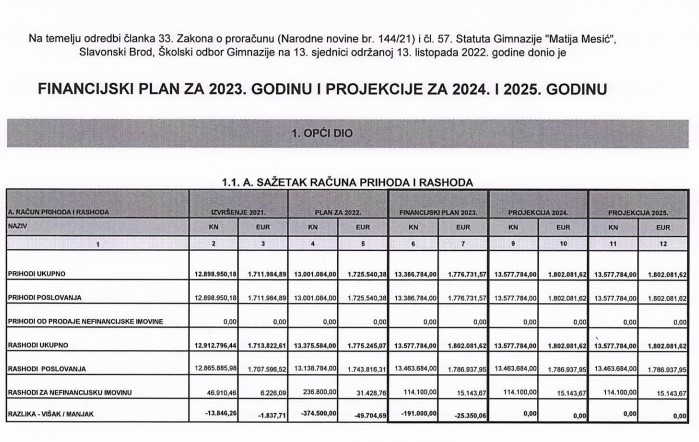 Na temelju odredbi članka 33. Zakona o proračunu (Narodne novine br. 144/21) i čl. 57. Statuta Gimnazije "Matija Mesić",
Slavonski Brod, Školski odbor Gimnazije na 13. sjednici održanoj 13. listopada 2022. godine donio je
FINANCIJSKI PLAN ZA 2023. GODINU I PROJEKCIJE ZA 2024. I 2025. GODINU
1. OPĆI DIO
1.1. A. SAŽETAK RAČUNA PRIHODA I RASHODA
A. RAČUN PRIHODA I RASHODA IZVRŠENJE 2021. PLAN ZA 2022. FINANCIJSKI PLAN 2023. PROJEKCIJA 2024. PROJEKCIJA 2025.
NAZIV KN EUR KN EUR KN EUR KN EUR KN EUR
1 2 3 4 5 6 7 9 10 11 12
PRIHODI UKUPNO 12.898.950,18 1.711.984,89 13.001.084,00 1.725.540,38 13.386.784,00 1.776.731,57 13.577.784,00 1.802.081,62 13.577.784,00 1.802.081,62
PRIHODI POSLOVANJA 12.898.950,18 1.711.984,89 13.001.084,00 1.725.540,38 13.386.784,00 1.776.731,57 13.577.784,00 1.802.081,62 13.577.784,00 1.802.081,62
PRIHODI OD PRODAJE NEFINANCIJSKE IMOVINE 0,00 0,00 0,00 0,00 0,00 0,00 0,00 0,00 0,00 0,00
RASHODI UKUPNO 12.912.796,44 1.713.822,61 13.375.584,00 1.775.245,07 13.577.784,00 1.802.081,62 13.577.784,00 1.802.081,62 13.577.784,00 1.802.081,62
RASHODI POSLOVANJA 12.865.885,98 1.707.596,52 13.138.784,00 1.743.816,31 13.463.684,00 1.786.937,95 13.463.684,00 1.786.937,95 13.463.684,00 1.786.937,95
RASHODI ZA NEFINANCIJSKU IMOVINU 46.910,46 6.226,09 236.800,00 31.428,76 114.100,00 15.143,67 114.100,00 15.143,67 114.100,00 15.143,67
RAZLIKA - VIŠAK / MANJAK -13.846,26 -1.837,71 -374.500,00 -49.704,69 -191.000,00 -25.350,06 0,00 0,00 0,00 0,00